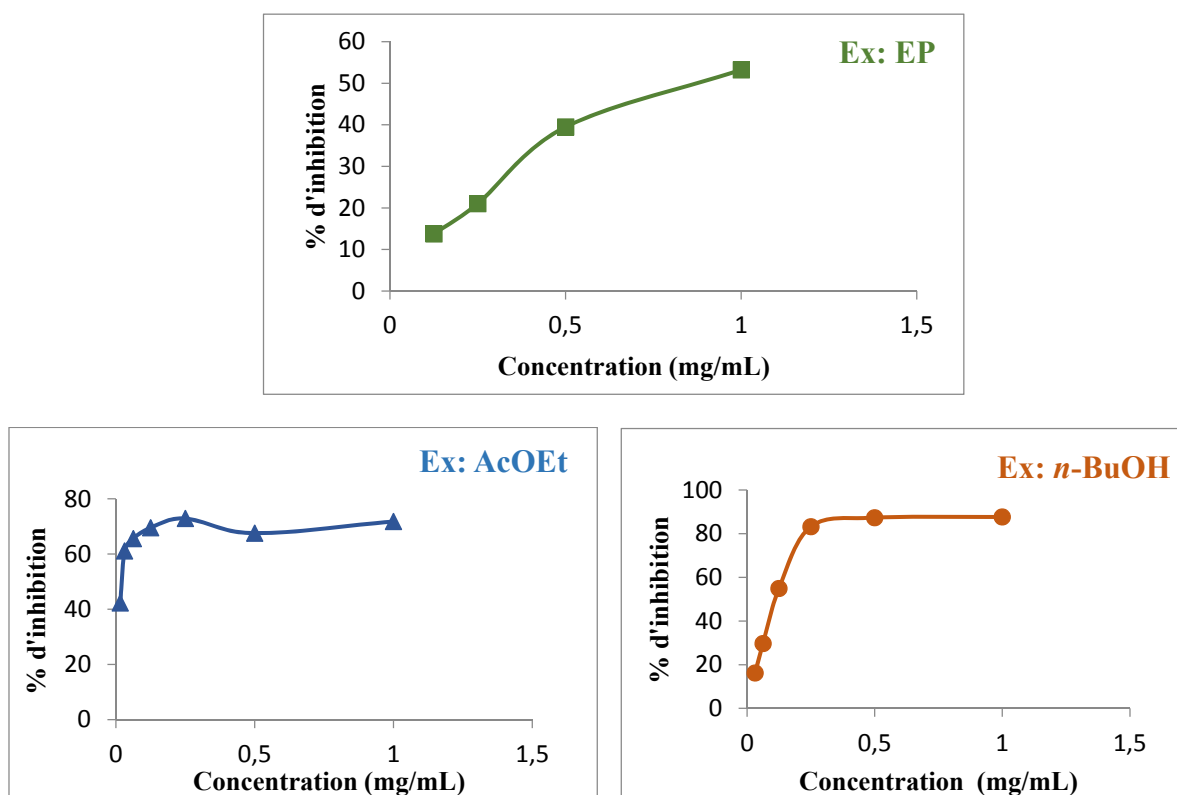 Ex: EP
% d'inhibition
60
50
40
30
20
10
0
0 0,5 1 1,5
Concentration (mg/mL)
Ex: AcOEt
% d'inhibition
80
60
40
20
0
0 0,5 1 1,5
Concentration (mg/mL)
Ex: n-BuOH
% d'inhibition
100
80
60
40
20
0
0 0,5 1 1,5
Concentration (mg/mL)